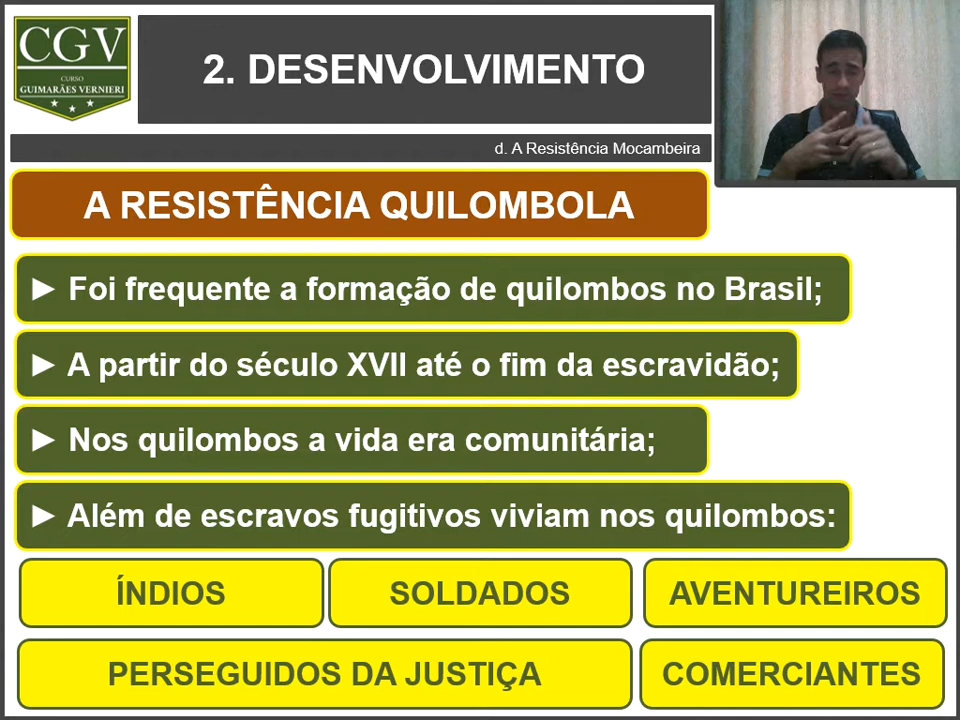 CGV
CURSO
GUIMARÃES VERNIERI
2. DESENVOLVIMENTO
d. A Resistência Mocambeira
A RESISTÊNCIA QUILOMBOLA
► Foi frequente a formação de quilombos no Brasil;
► A partir do século XVII até o fim da escravidão;
► Nos quilombos a vida era comunitária;
► Além de escravos fugitivos viviam nos quilombos:
ÍNDIOS
SOLDADOS
AVENTUREIROS
PERSEGUIDOS DA JUSTIÇA
COMERCIANTES